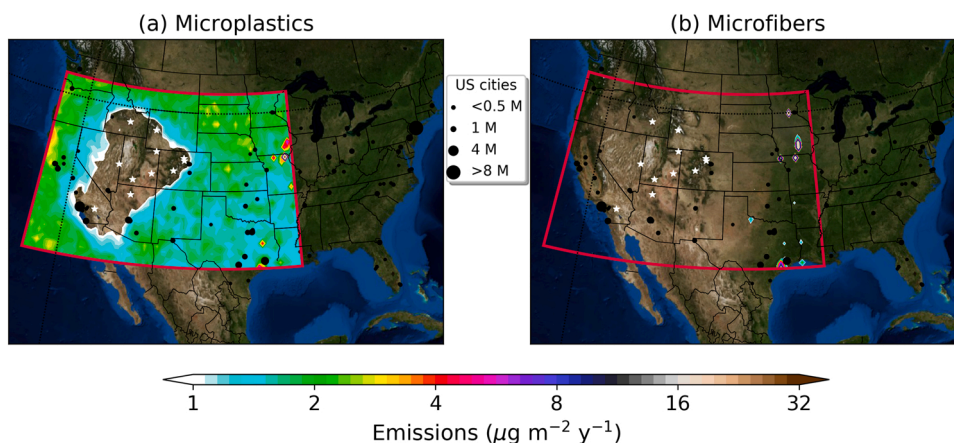 (a) Microplastics
(b) Microfibers
US cities
<0.5 M
1 M
4 M
>8 M
1 2 4 8 16 32
Emissions (μg m⁻² y⁻¹)